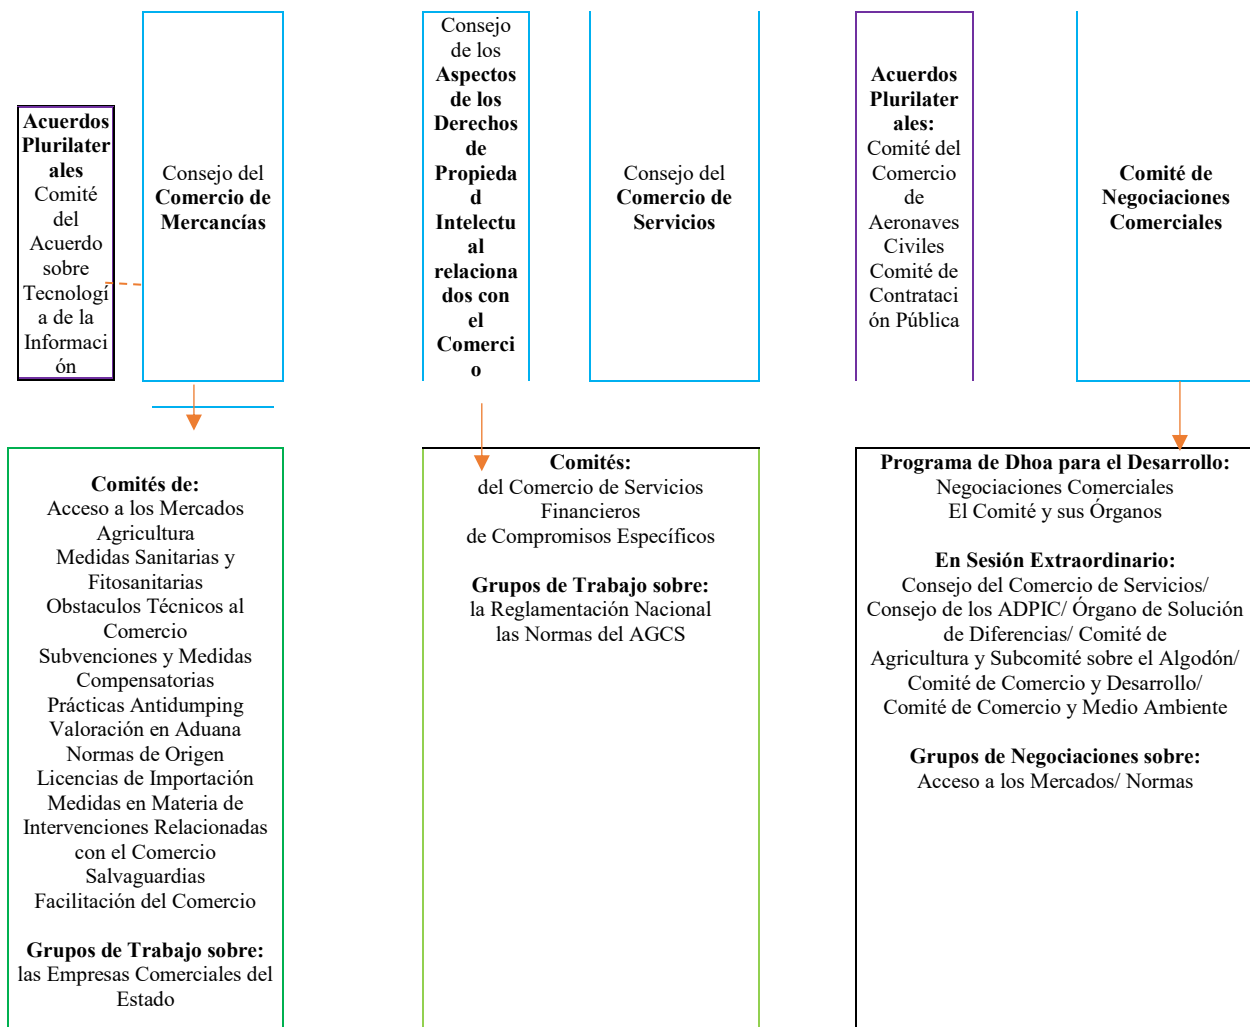 Acuerdos
Plurilater
ales
Comité
del
Acuerdo
sobre
Tecnologí
a de la
Informaci
ón
Consejo del
Comercio de
Mercancías
Consejo
de los
Aspectos
de los
Derechos
de
Propieda
d
Intelectu
al
relaciona
dos con
el
Comerci
o
Consejo del
Comercio de
Servicios
Acuerdos
Plurilater
ales:
Comité del
Comercio
de
Aeronaves
Civiles
Comité de
Contrataci
ón Pública
Comité de
Negociaciones
Comerciales
Comités de:
Acceso a los Mercados
Agricultura
Medidas Sanitarias y
Fitosanitarias
Obstaculos Técnicos al
Comercio
Subvenciones y Medidas
Compensatorias
Prácticas Antidumping
Valoración en Aduana
Normas de Origen
Licencias de Importación
Medidas en Materia de
Intervenciones Relacionadas
con el Comercio
Salvaguardias
Facilitación del Comercio
Grupos de Trabajo sobre:
las Empresas Comerciales del
Estado
Comités:
del Comercio de Servicios
Financieros
de Compromisos Específicos
Grupos de Trabajo sobre:
la Reglamentación Nacional
las Normas del AGCS
Programa de Dhoa para el Desarrollo:
Negociaciones Comerciales
El Comité y sus Órganos
En Sesión Extraordinario:
Consejo del Comercio de Servicios/
Consejo de los ADPIC/ Órgano de Solución
de Diferencias/ Comité de
Agricultura y Subcomité sobre el Algodón/
Comité de Comercio y Desarrollo/
Comité de Comercio y Medio Ambiente
Grupos de Negociaciones sobre:
Acceso a los Mercados/ Normas